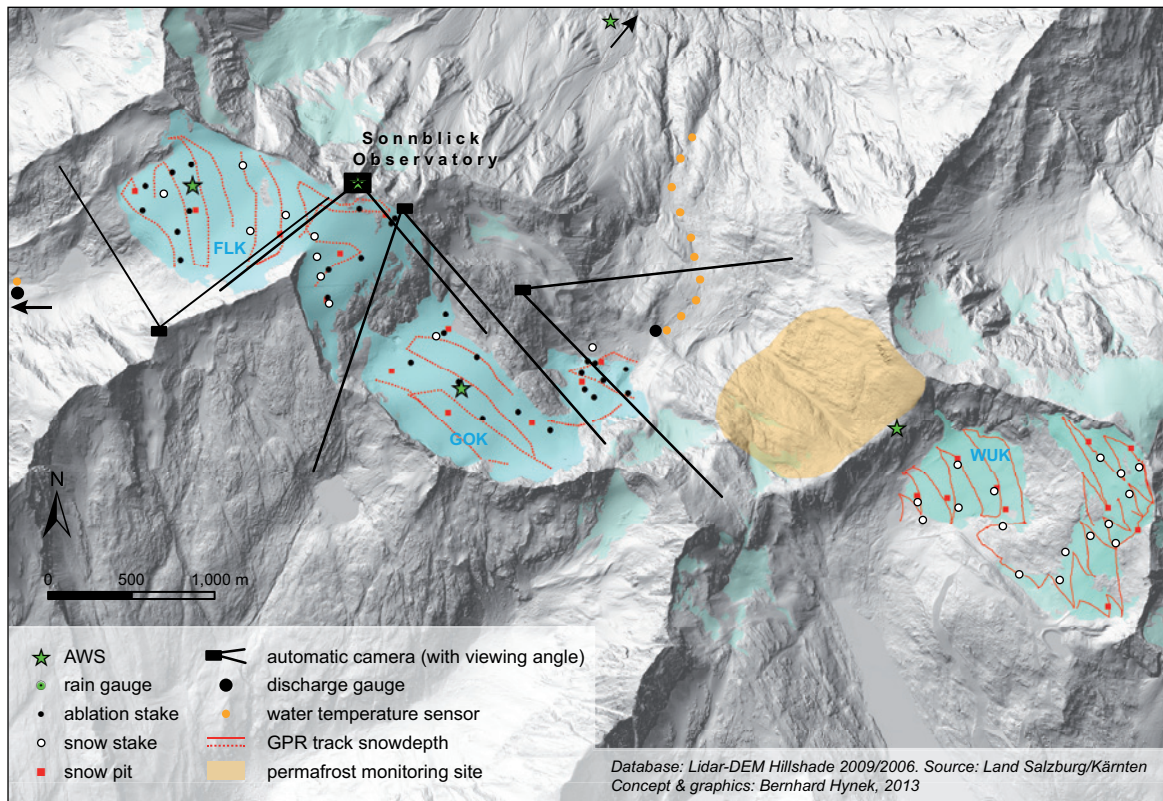 Sonnblick
Observatory
FLK
GOK
WUK
N
0 500 1,000 m
AWS
rain gauge
ablation stake
snow stake
snow pit
automatic camera (with viewing angle)
discharge gauge
water temperature sensor
GPR track snowdepth
permafrost monitoring site
Database: Lidar-DEM Hillshade 2009/2006. Source: Land Salzburg/Kärnten
Concept & graphics: Bernhard Hynek, 2013